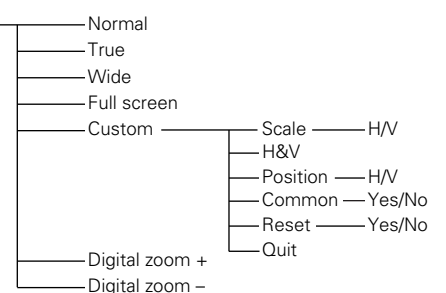 Normal
True
Wide
Full screen
Custom Scale H/V
H&V
Position H/V
Common Yes/No
Reset Yes/No
Quit
Digital zoom +
Digital zoom –